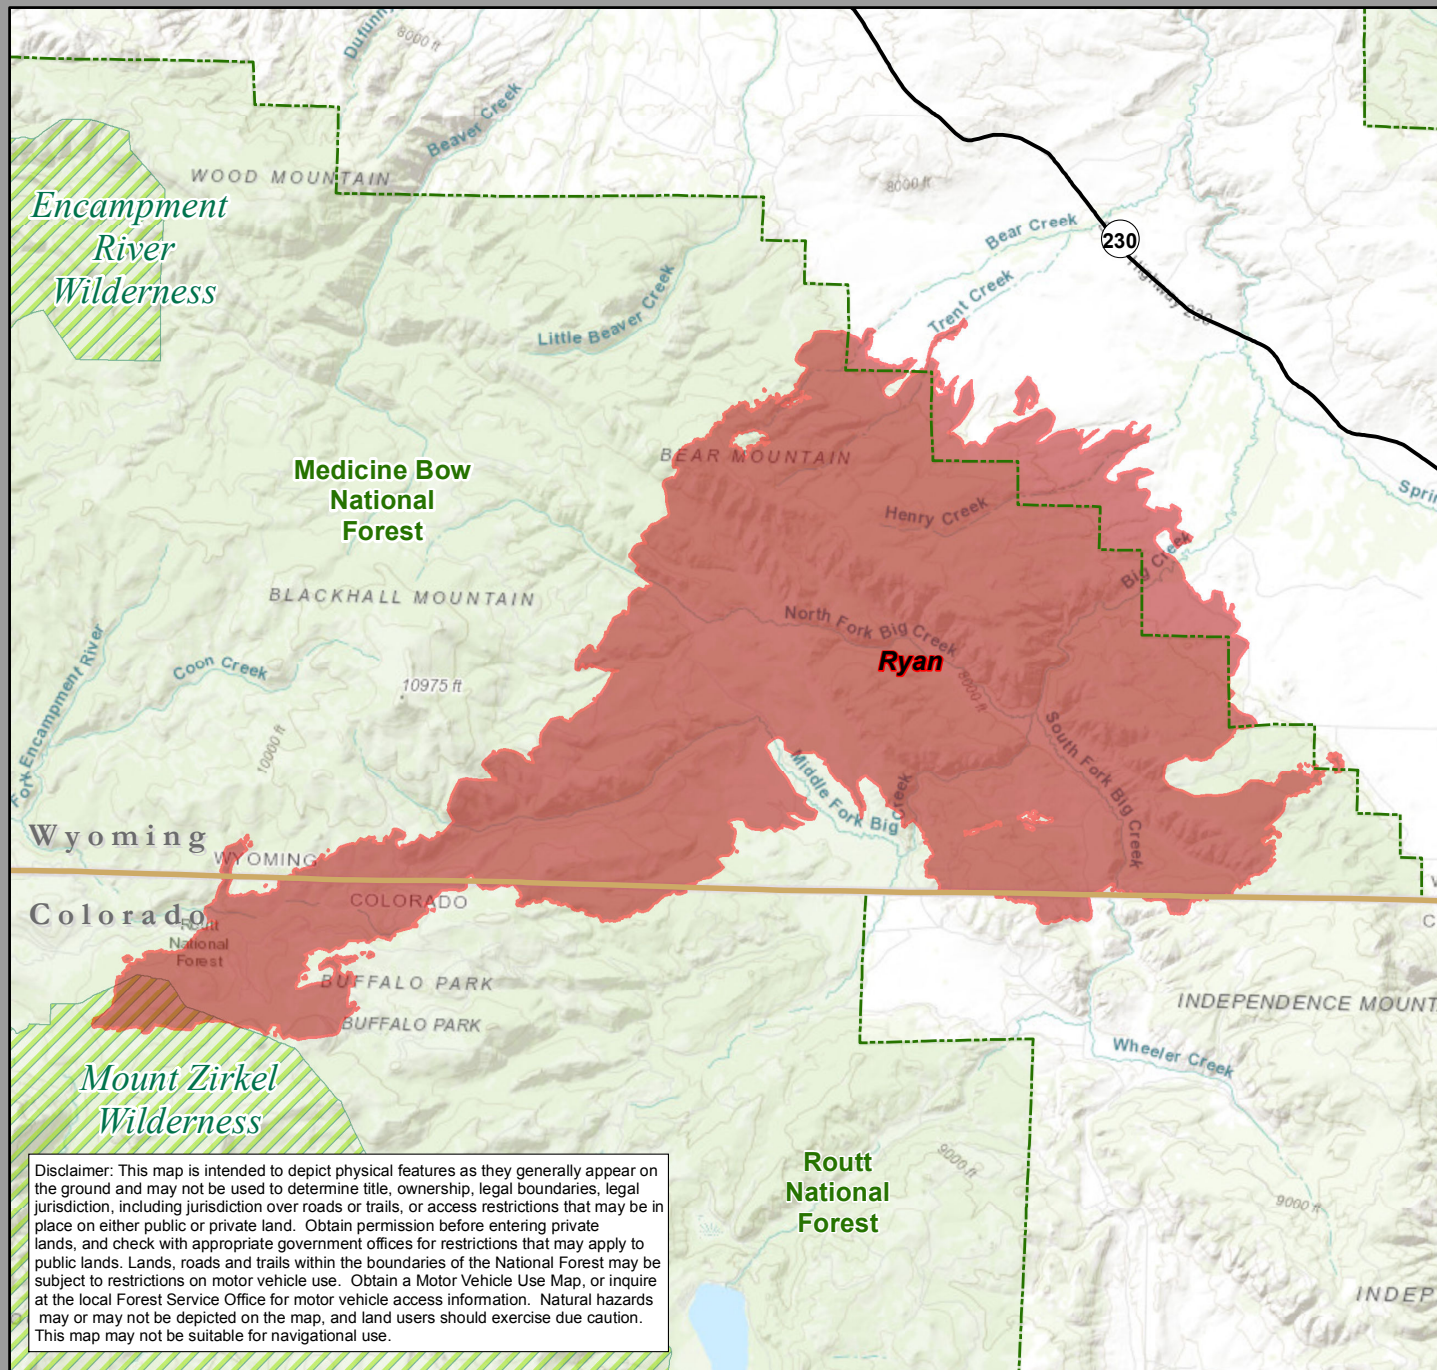 Dufunny
8000 ft
Beaver Creek
WOOD MOUNTAIN
Encampment
River
Wilderness
8000 ft
Bear Creek
230
Highway 230
Trent Creek
Little Beaver Creek
BEAR MOUNTAIN
Medicine Bow
National
Forest
Henry Creek
Big Creek
BLACKHALL MOUNTAIN
North Fork Big Creek
Ryan
8000 ft
Coon Creek
10975 ft
10000 ft
Fork Encampment River
South Fork Big Creek
Middle Fork Big
Creek
Wyoming
WYOMING
COLORADO
Colorado
Routt
National
Forest
BUFFALO PARK
BUFFALO PARK
INDEPENDENCE MOUNT
Wheeler Creek
Mount Zirkel
Wilderness
Routt
National
Forest
9000 ft
9000 ft
INDEP
Disclaimer: This map is intended to depict physical features as they generally appear on
the ground and may not be used to determine title, ownership, legal boundaries, legal
jurisdiction, including jurisdiction over roads or trails, or access restrictions that may be in
place on either public or private land.  Obtain permission before entering private
lands, and check with appropriate government offices for restrictions that may apply to
public lands. Lands, roads and trails within the boundaries of the National Forest may be
subject to restrictions on motor vehicle use.  Obtain a Motor Vehicle Use Map, or inquire
at the local Forest Service Office for motor vehicle access information.  Natural hazards
may or may not be depicted on the map, and land users should exercise due caution.
This map may not be suitable for navigational use.